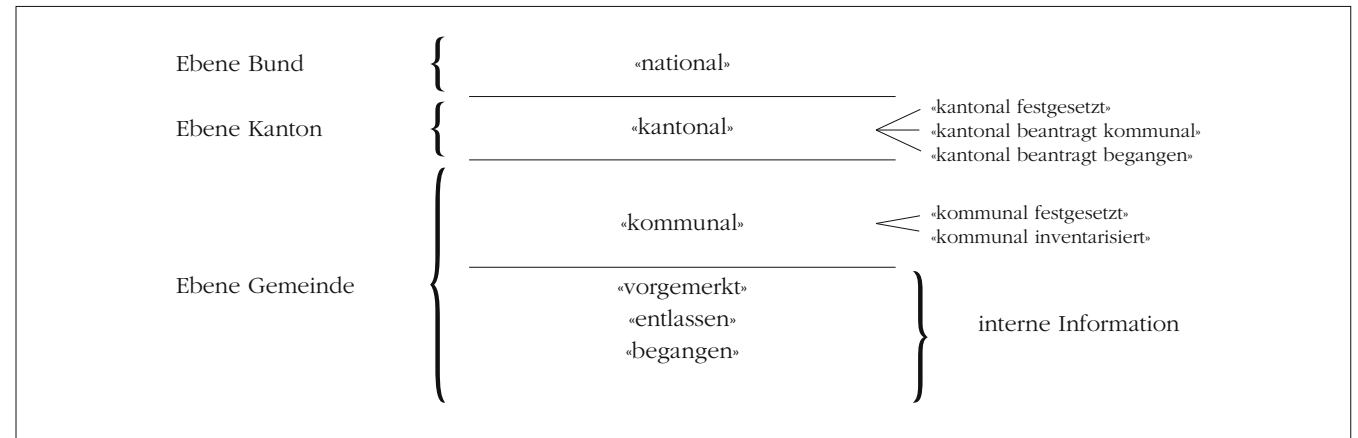 Ebene Bund
«national»
Ebene Kanton
«kantonal»
«kantonal festgesetzt»
«kantonal beantragt kommunal»
«kantonal beantragt begangen»
«kommunal»
«kommunal festgesetzt»
«kommunal inventarisiert»
Ebene Gemeinde
«vorgemerkt»
«entlassen»
«begangen»
interne Information